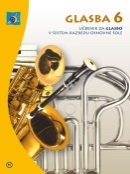 GLASBA 6
UČBENIK ZA GLASBO
V ŠESTEM RAZREDU OSNOVNE ŠOLE